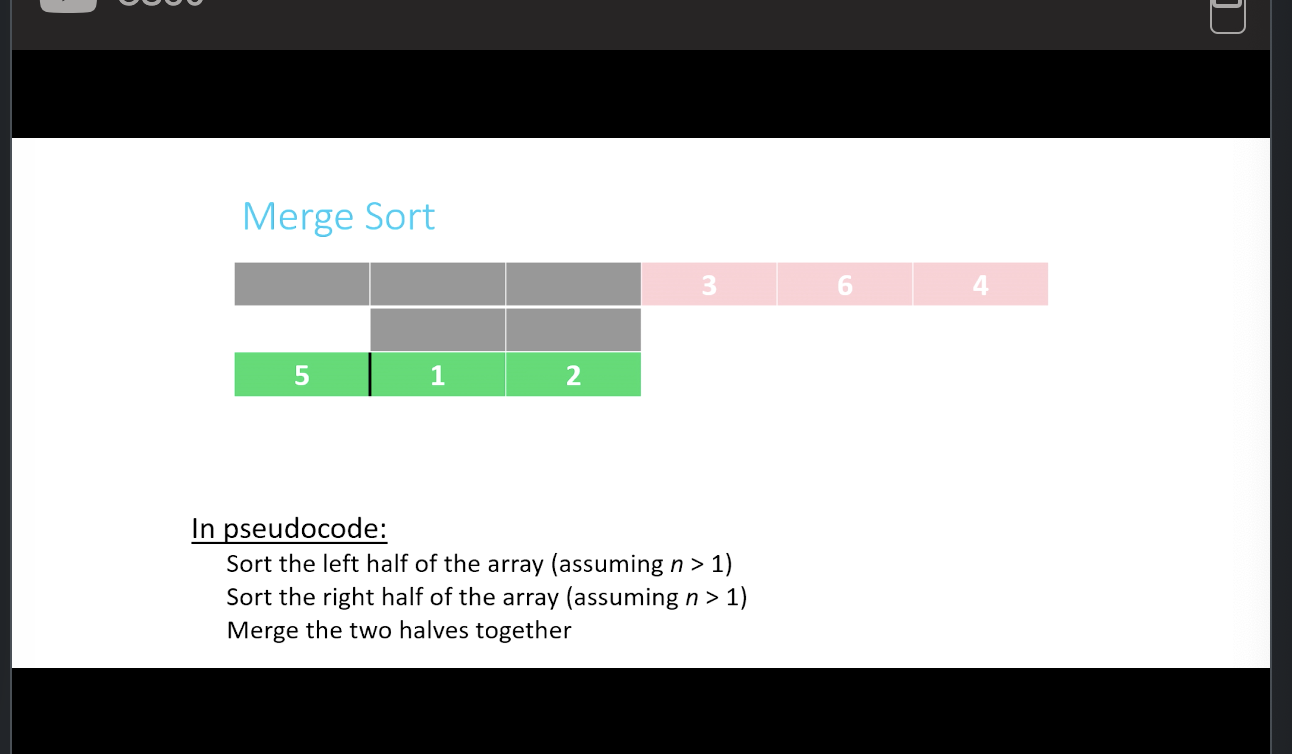 Merge Sort
3 6 4
5 1 2
In pseudocode:
Sort the left half of the array (assuming n > 1)
Sort the right half of the array (assuming n > 1)
Merge the two halves together